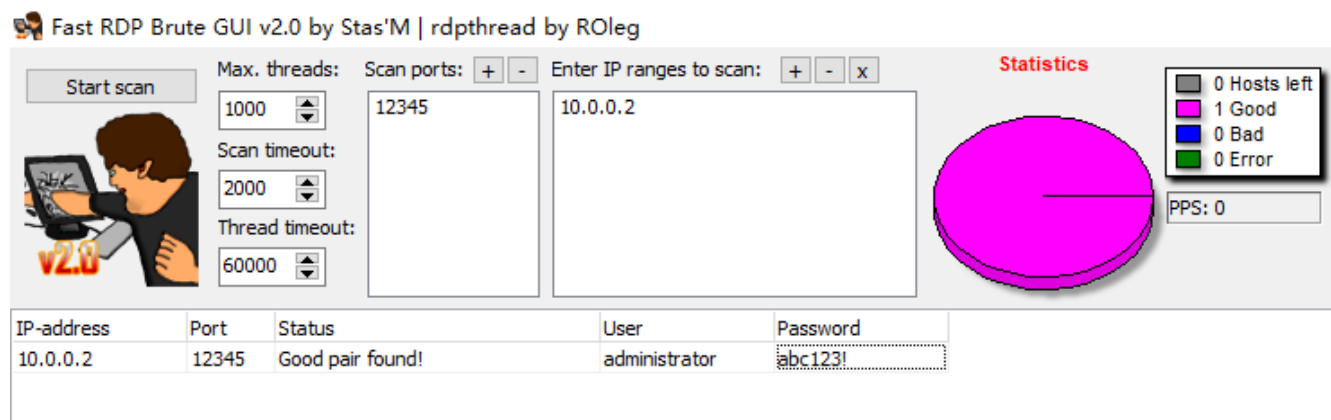 Fast RDP Brute GUI v2.0 by Stas'M | rdpthread by ROleg
Start scan
Max. threads:
1000
Scan timeout:
2000
Thread timeout:
60000
v2.0
Scan ports: + -
12345
Enter IP ranges to scan: + - x
10.0.0.2
Statistics
0 Hosts left
1 Good
0 Bad
0 Error
PPS: 0
IP-address Port Status User Password
10.0.0.2 12345 Good pair found! administrator abc123!